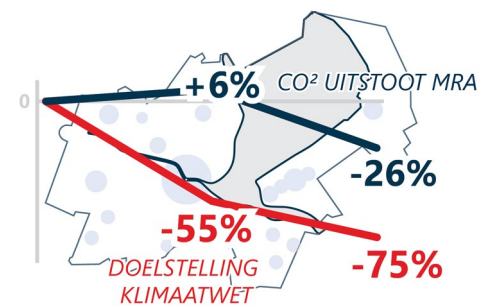 +6% CO² UITSTOOT MRA
0
-26%
-55%
-75%
DOELSTELLING
KLIMAATWET